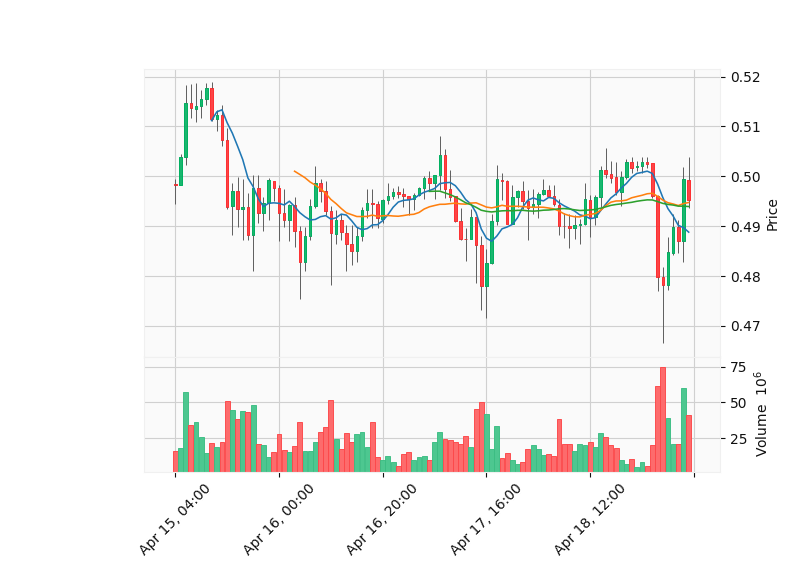 0.52
0.51
0.50
0.49
0.48
0.47
Price
75
50
25
Volume 10^6
Apr 15, 04:00
Apr 16, 00:00
Apr 16, 20:00
Apr 17, 16:00
Apr 18, 12:00